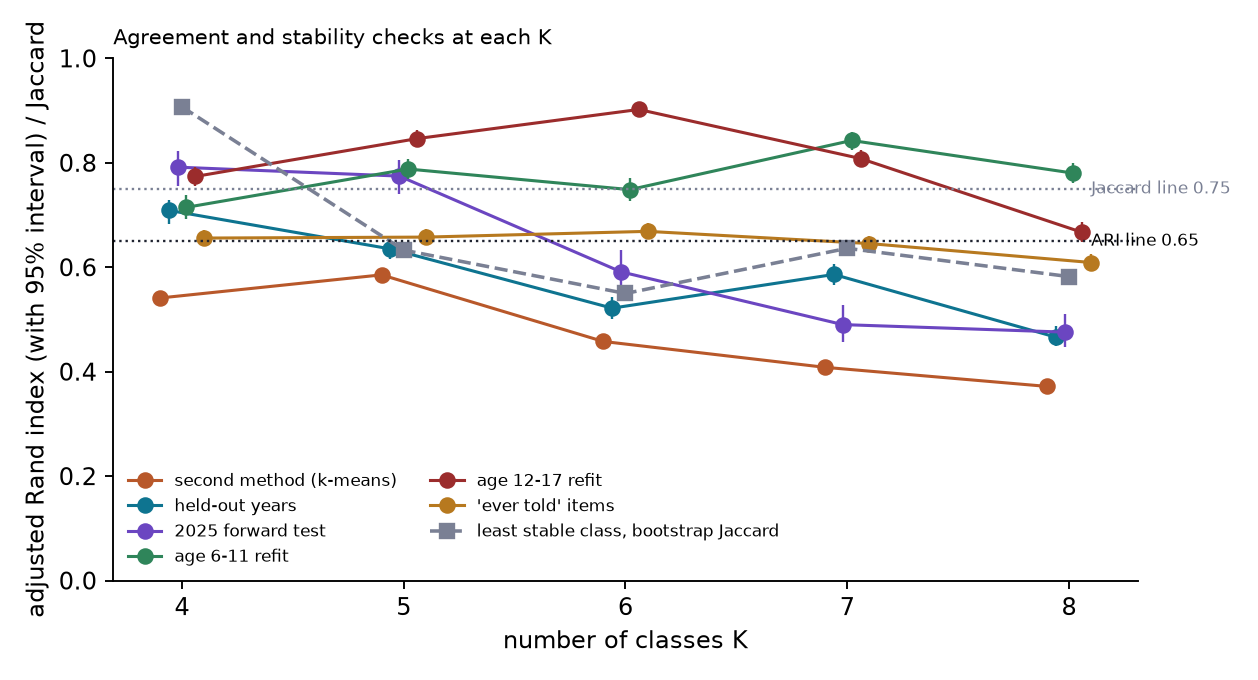 Agreement and stability checks at each K
adjusted Rand index (with 95% interval) / Jaccard
1.0
0.8
0.6
0.4
0.2
0.0
Jaccard line 0.75
ARI line 0.65
second method (k-means)
held-out years
2025 forward test
age 6-11 refit
age 12-17 refit
'ever told' items
least stable class, bootstrap Jaccard
4 5 6 7 8
number of classes K